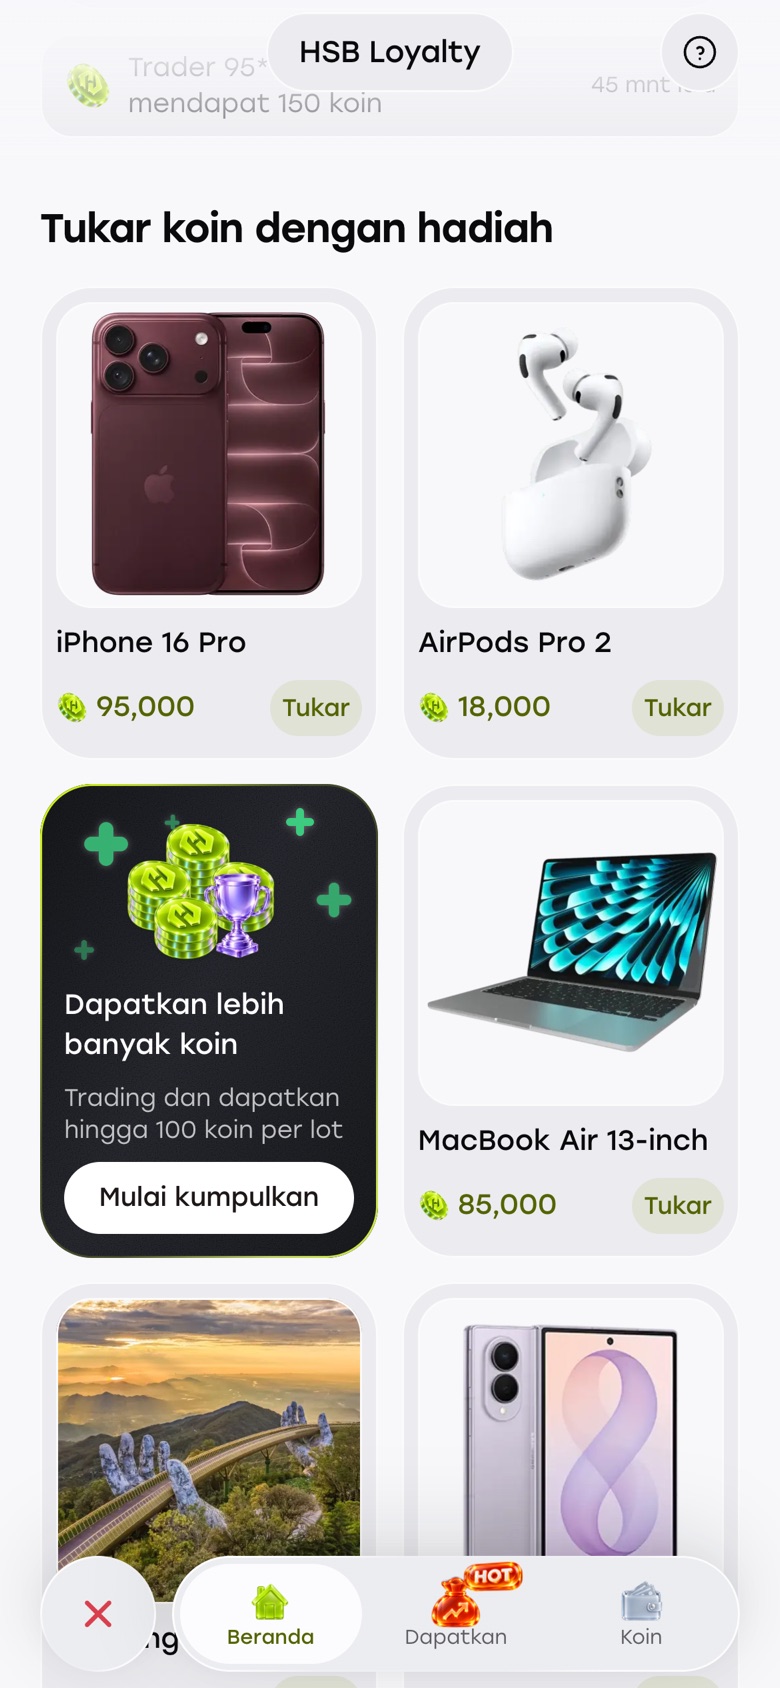 HSB Loyalty
Trader 95*
mendapat 150 koin
45 mnt
Tukar koin dengan hadiah
iPhone 16 Pro
95,000
Tukar
AirPods Pro 2
18,000
Tukar
Dapatkan lebih
banyak koin
Trading dan dapatkan
hingga 100 koin per lot
Mulai kumpulkan
MacBook Air 13-inch
85,000
Tukar
HOT
Beranda
Dapatkan
Koin